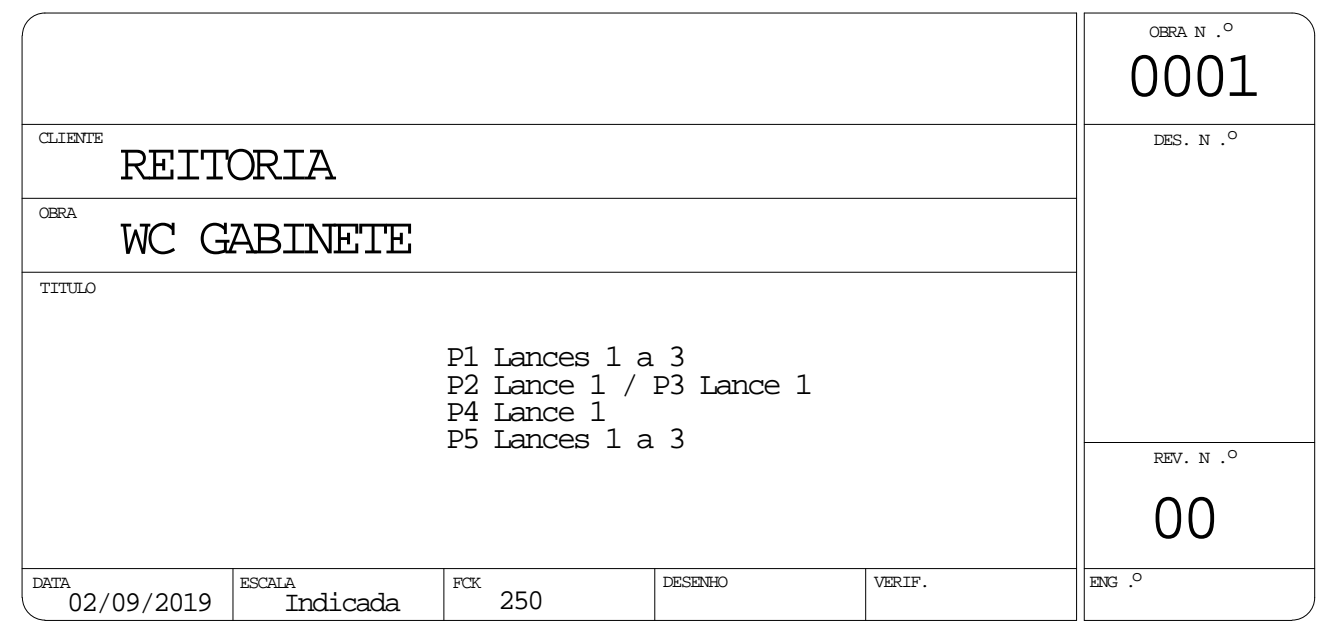 OBRA N .º
0001
CLIENTE
REITORIA
DES. N .º
OBRA
WC GABINETE
TITULO
P1 Lances 1 a 3
P2 Lance 1 / P3 Lance 1
P4 Lance 1
P5 Lances 1 a 3
REV. N .º
00
DATA
02/09/2019
ESCALA
Indicada
FCK
250
DESENHO
VERIF.
ENG .º